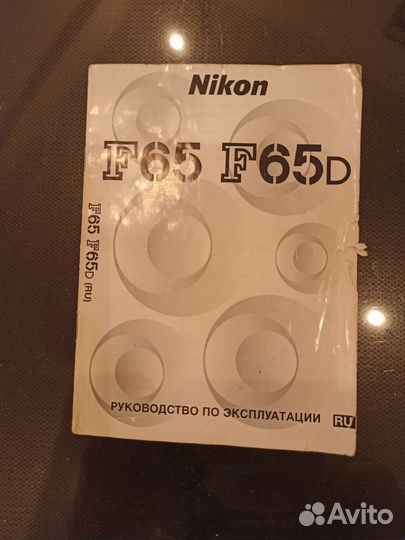 Nikon
F65 F65D
F65 F65D (RU)
РУКОВОДСТВО ПО ЭКСПЛУАТАЦИИ RU
Avito